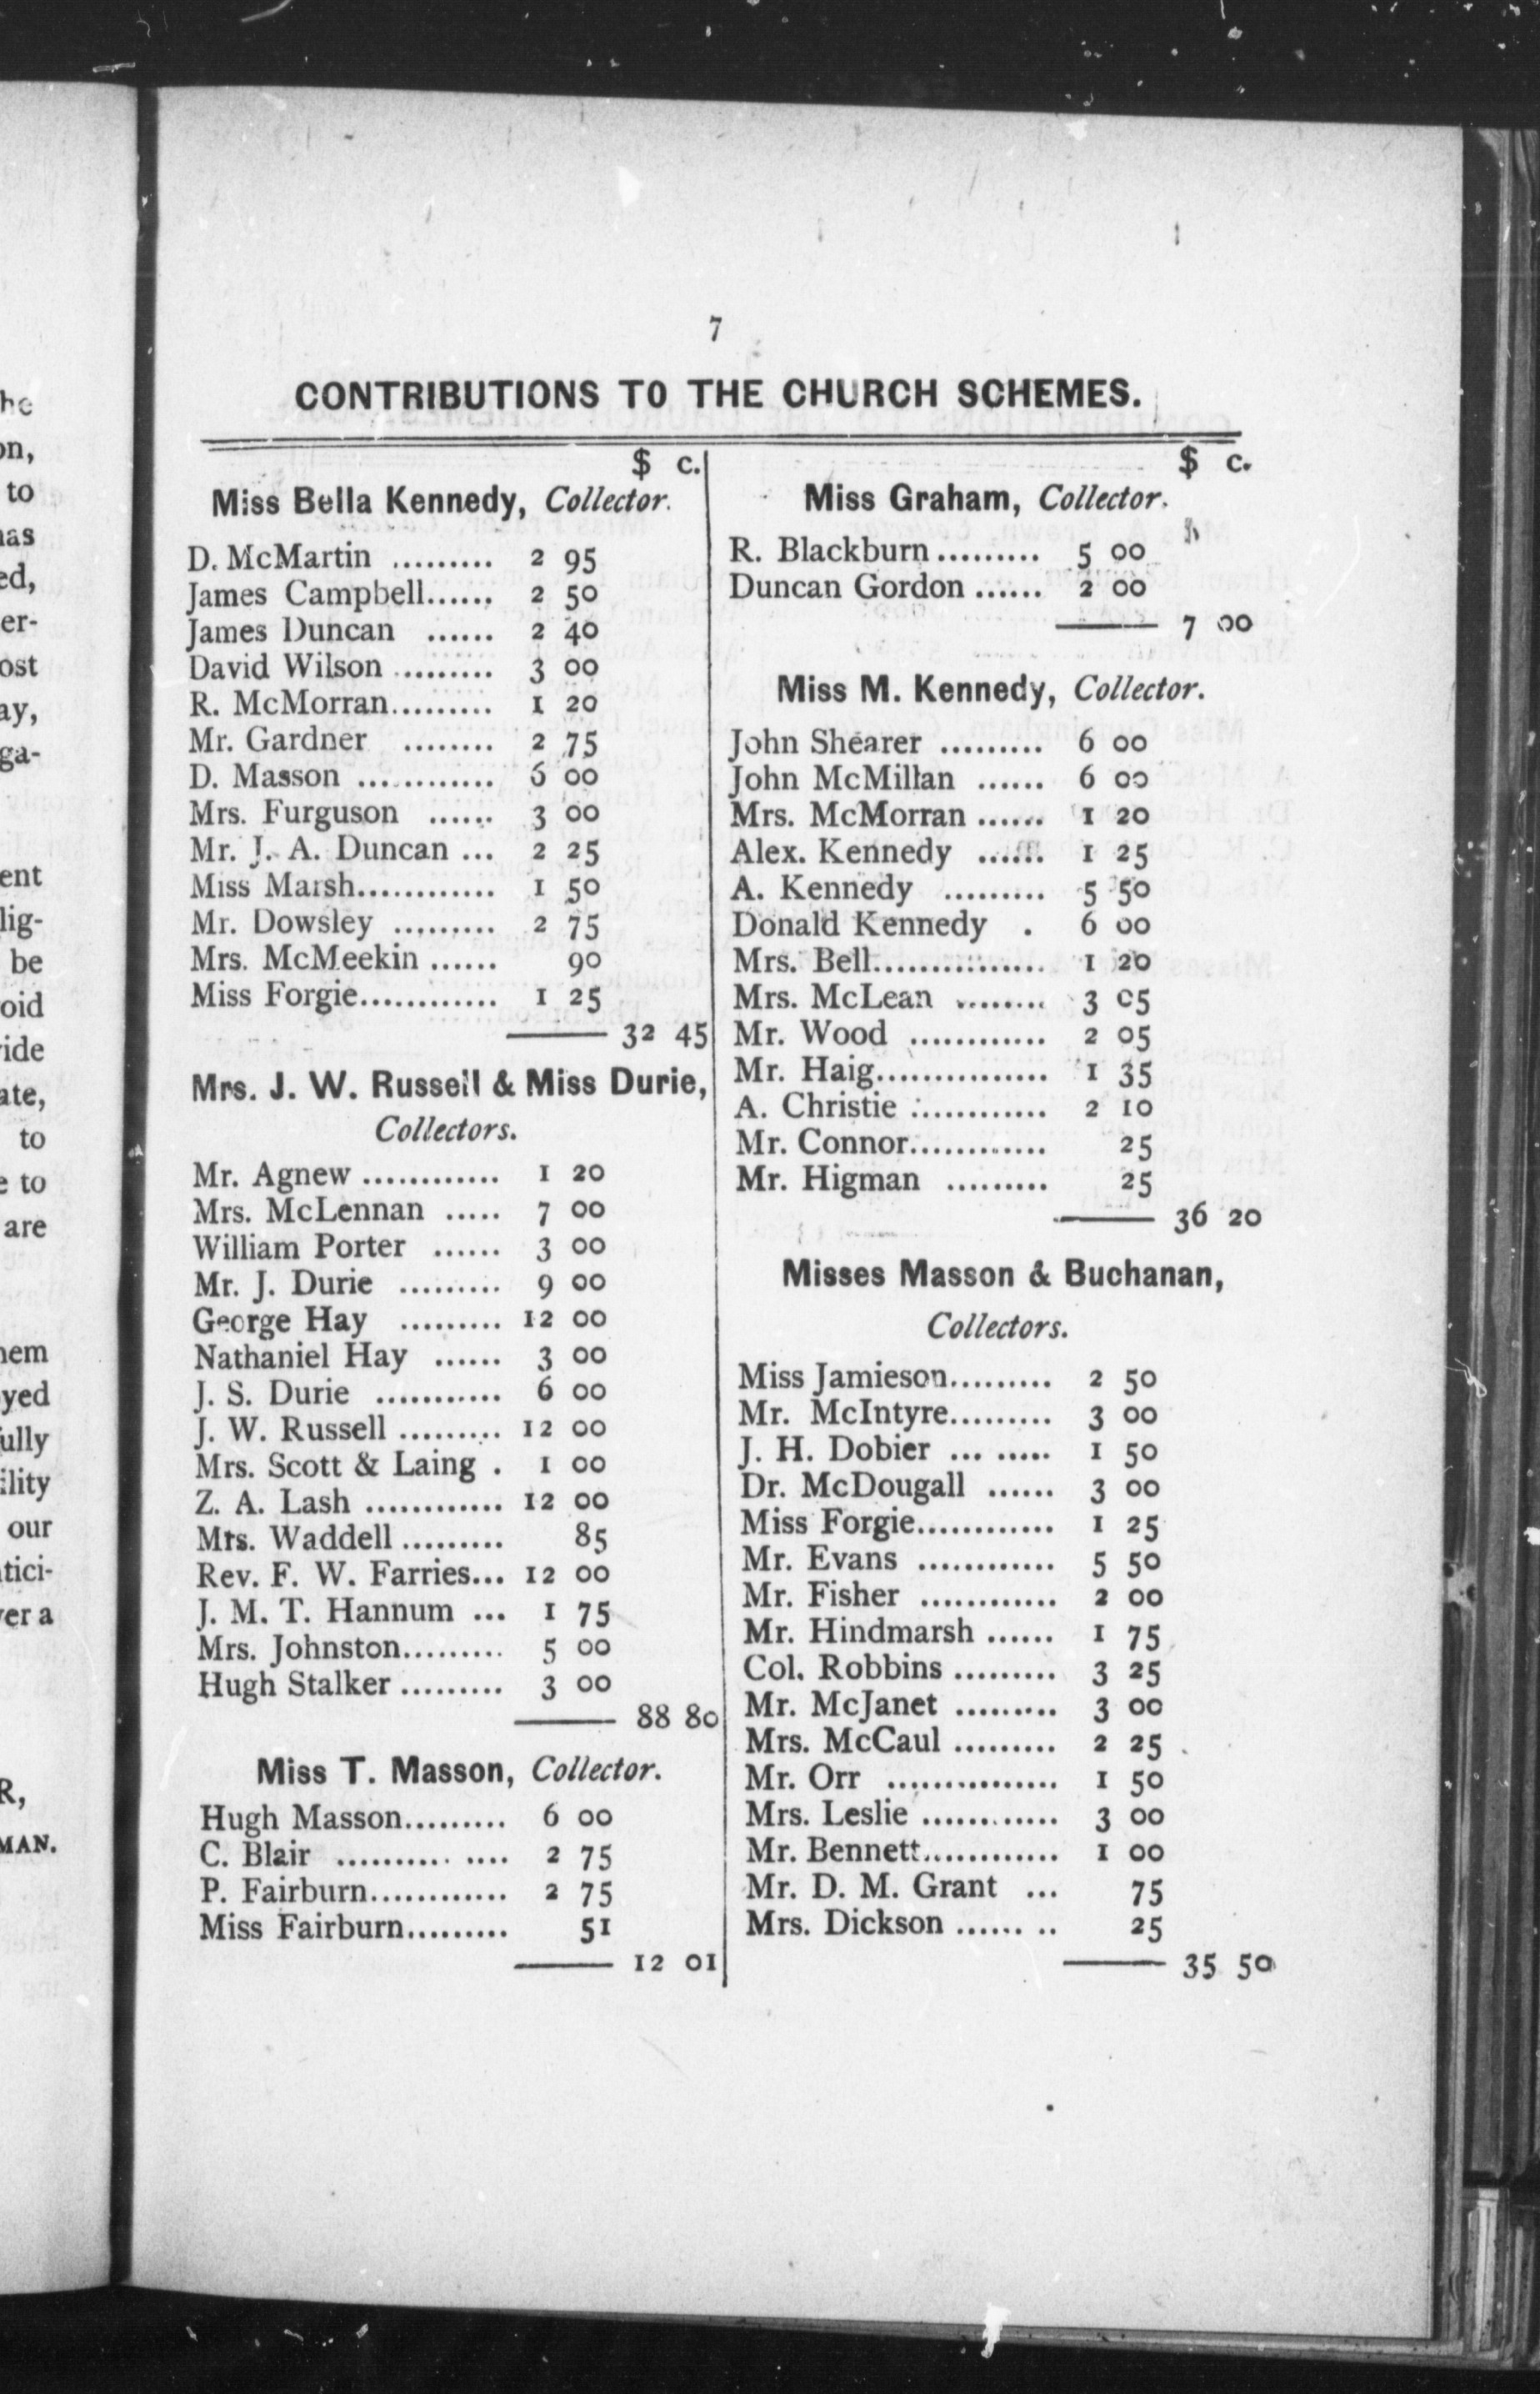 7
CONTRIBUTIONS TO THE CHURCH SCHEMES.
$ c.
Miss Bella Kennedy, Collector.
D. McMartin ......... 2 95
James Campbell...... 2 50
James Duncan ...... 2 40
David Wilson ......... 3 00
R. McMorran......... 1 20
Mr. Gardner ........ 2 75
D. Masson ............ 6 00
Mrs. Furguson ...... 3 00
Mr. J. A. Duncan ... 2 25
Miss Marsh............ 1 50
Mr. Dowsley ......... 2 75
Mrs. McMeekin ...... 90
Miss Forgie............ 1 25
32 45
Mrs. J. W. Russell & Miss Durie,
Collectors.
Mr. Agnew ............ 1 20
Mrs. McLennan ..... 7 00
William Porter ...... 3 00
Mr. J. Durie ......... 9 00
George Hay ......... 12 00
Nathaniel Hay ...... 3 00
J. S. Durie ........... 6 00
J. W. Russell ......... 12 00
Mrs. Scott & Laing . 1 00
Z. A. Lash ............ 12 00
Mrs. Waddell ......... 85
Rev. F. W. Farries... 12 00
J. M. T. Hannum ... 1 75
Mrs. Johnston......... 5 00
Hugh Stalker ......... 3 00
88 80
Miss T. Masson, Collector.
Hugh Masson......... 6 00
C. Blair .......... .... 2 75
P. Fairburn............ 2 75
Miss Fairburn......... 51
12 01
$ c.
Miss Graham, Collector.
R. Blackburn......... 5 00
Duncan Gordon ...... 2 00
7 00
Miss M. Kennedy, Collector.
John Shearer ......... 6 00
John McMillan ...... 6 00
Mrs. McMorran ...... 1 20
Alex. Kennedy ...... 1 25
A. Kennedy ......... 5 50
Donald Kennedy . 6 00
Mrs. Bell............... 1 20
Mrs. McLean ........ 3 05
Mr. Wood ............ 2 05
Mr. Haig............... 1 35
A. Christie ............ 2 10
Mr. Connor............ 25
Mr. Higman ......... 25
36 20
Misses Masson & Buchanan,
Collectors.
Miss Jamieson......... 2 50
Mr. McIntyre......... 3 00
J. H. Dobier ... ..... 1 50
Dr. McDougall ...... 3 00
Miss Forgie............ 1 25
Mr. Evans ............ 5 50
Mr. Fisher ............ 2 00
Mr. Hindmarsh ...... 1 75
Col. Robbins ......... 3 25
Mr. McJanet ......... 3 00
Mrs. McCaul ......... 2 25
Mr. Orr ............... 1 50
Mrs. Leslie ............ 3 00
Mr. Bennett............ 1 00
Mr. D. M. Grant ... 75
Mrs. Dickson ...... .. 25
35 50